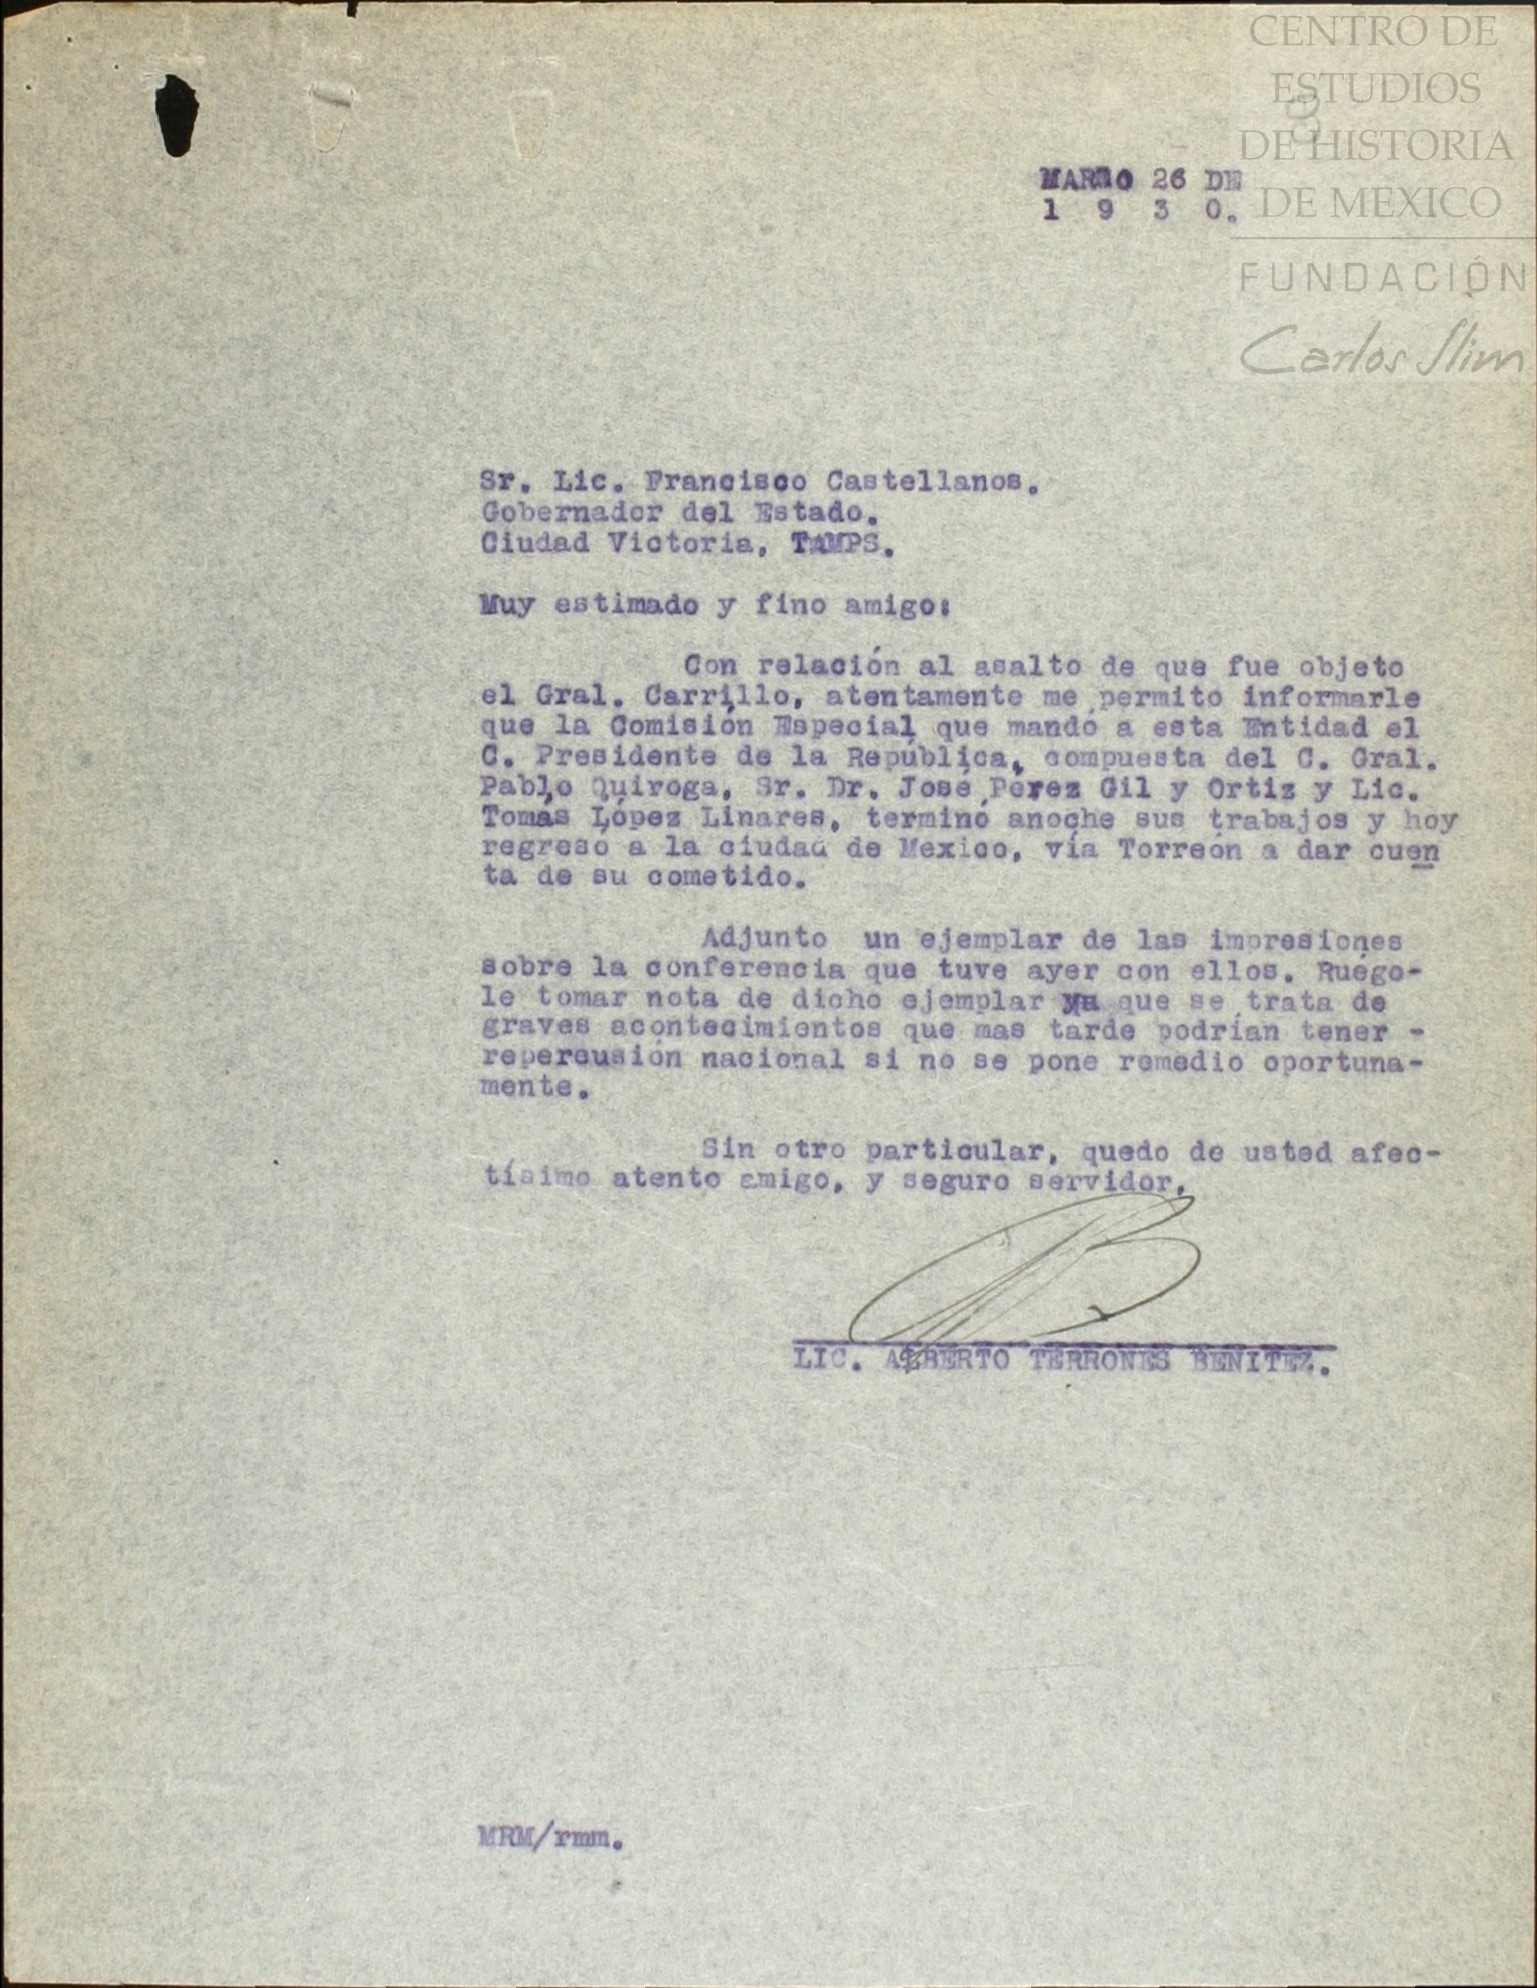 CENTRO DE
ESTUDIOS
DE HISTORIA
DE MEXICO
FUNDACIÓN
Carlos Slim
MARZO 26 DE
1 9 3 0.
Sr. Lic. Francisco Castellanos.
Gobernador del Estado.
Ciudad Victoria, TAMPS.
Muy estimado y fino amigo:
Con relación al asalto de que fue objeto
el Gral. Carrillo, atentamente me permito informarle
que la Comisión Especial que mandó a esta Entidad el
C. Presidente de la República, compuesta del C. Gral.
Pablo Quiroga, Sr. Dr. José Pérez Gil y Ortiz y Lic.
Tomás López Linares, terminó anoche sus trabajos y hoy
regresó a la ciudad de México, vía Torreón a dar cuen
ta de su cometido.
Adjunto un ejemplar de las impresiones
sobre la conferencia que tuve ayer con ellos. Ruégo-
le tomar nota de dicho ejemplar ya que se trata de
graves acontecimientos que mas tarde podrían tener -
repercusión nacional si no se pone remedio oportuna-
mente.
Sin otro particular, quedo de usted afec-
tísimo atento amigo, y seguro servidor,
LIC. ALBERTO TERRONES BENITEZ.
MRM/rmm.